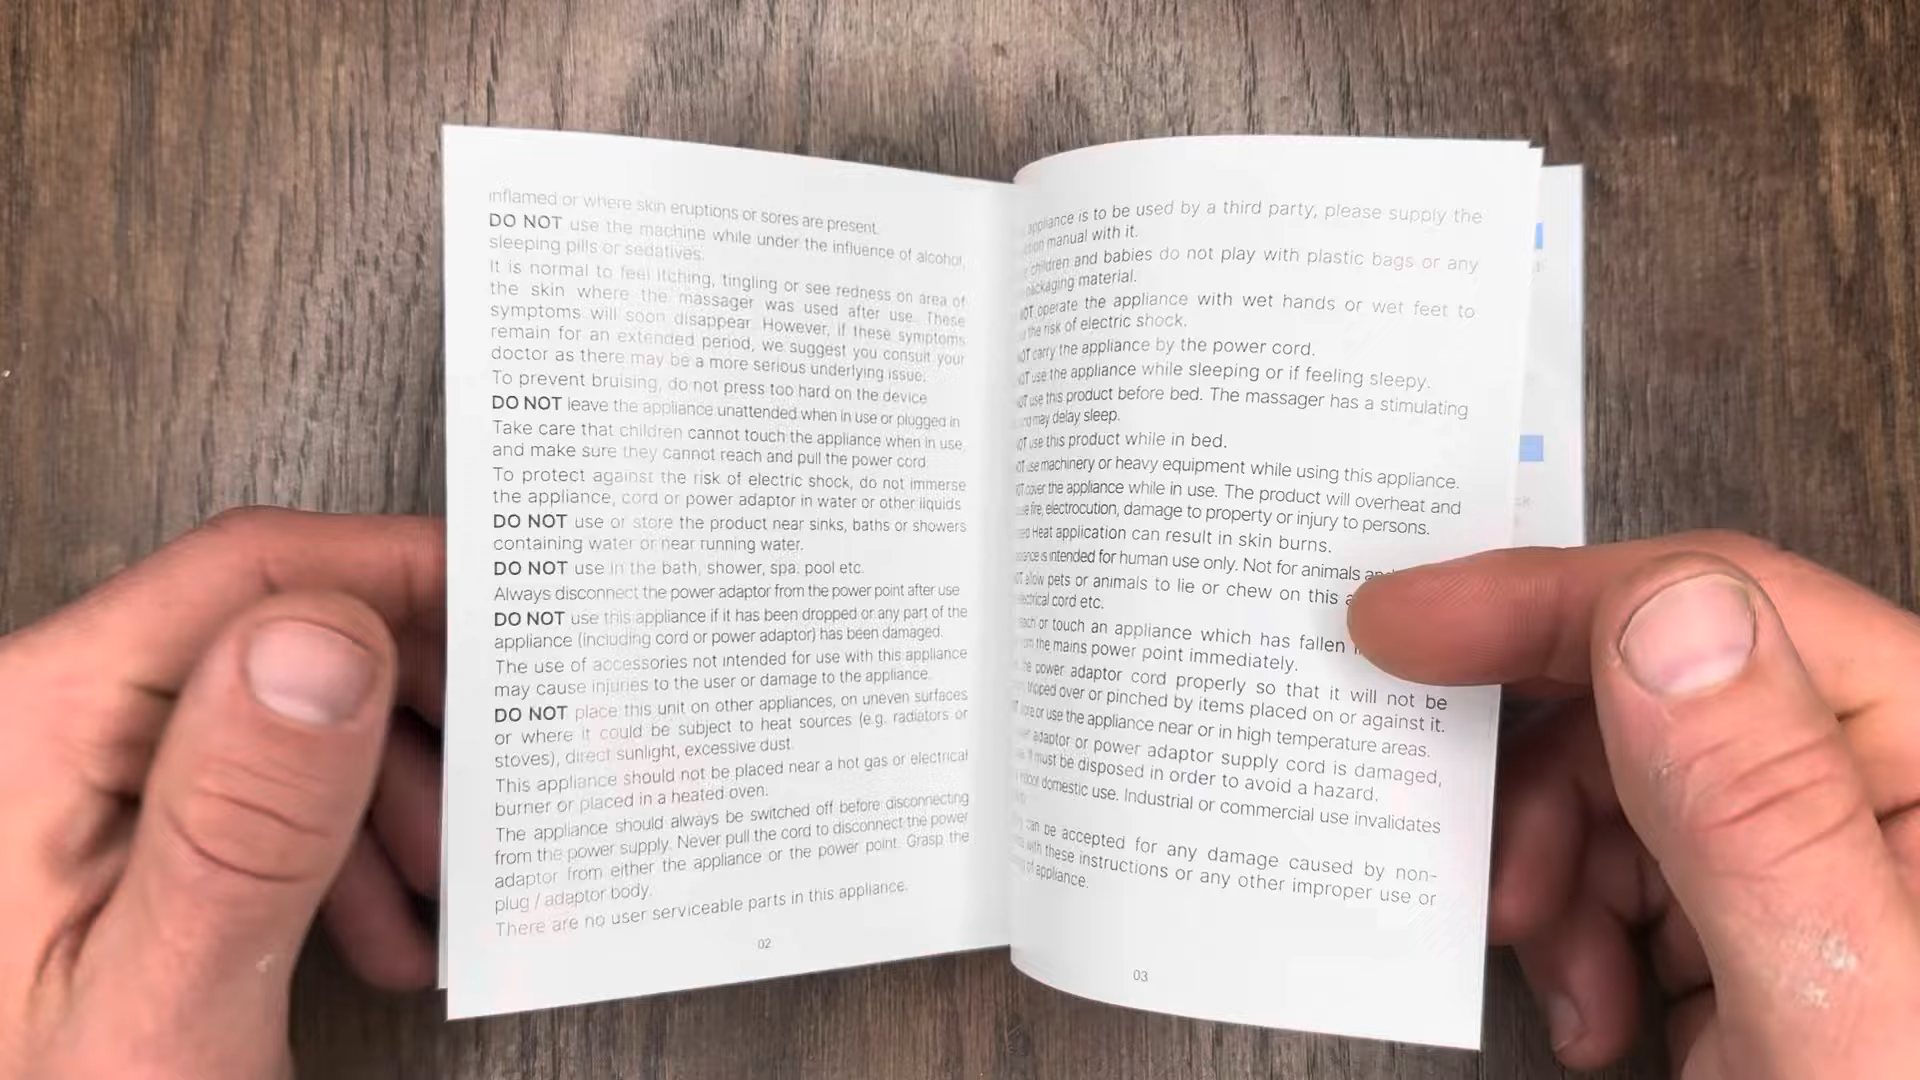 inflamed or where skin eruptions or sores are present.
DO NOT use the machine while under the influence of alcohol,
sleeping pills or sedatives.
It is normal to feel itching, tingling or see redness on area of
the skin where the massager was used after use. These
symptoms will soon disappear. However, if these symptoms
remain for an extended period, we suggest you consult your
doctor as there may be a more serious underlying issue.
To prevent bruising, do not press too hard on the device
DO NOT leave the appliance unattended when in use or plugged in
Take care that children cannot touch the appliance when in use,
and make sure they cannot reach and pull the power cord.
To protect against the risk of electric shock, do not immerse
the appliance, cord or power adaptor in water or other liquids
DO NOT use or store the product near sinks, baths or showers
containing water or near running water.
DO NOT use in the bath, shower, spa. pool etc.
Always disconnect the power adaptor from the power point after use
DO NOT use this appliance if it has been dropped or any part of the
appliance (including cord or power adaptor) has been damaged.
The use of accessories not intended for use with this appliance
may cause injuries to the user or damage to the appliance.
DO NOT place this unit on other appliances, on uneven surfaces
or where it could be subject to heat sources (e.g. radiators or
stoves), direct sunlight, excessive dust.
This appliance should not be placed near a hot gas or electrical
burner or placed in a heated oven.
The appliance should always be switched off before disconnecting
from the power supply. Never pull the cord to disconnect the power
adaptor from either the appliance or the power point. Grasp the
plug / adaptor body.
There are no user serviceable parts in this appliance.
02
appliance is to be used by a third party, please supply the
manual with it.
children and babies do not play with plastic bags or any
packaging material.
NOT operate the appliance with wet hands or wet feet to
the risk of electric shock.
carry the appliance by the power cord.
use the appliance while sleeping or if feeling sleepy.
use this product before bed. The massager has a stimulating
may delay sleep.
use this product while in bed.
use machinery or heavy equipment while using this appliance.
cover the appliance while in use. The product will overheat and
fire, electrocution, damage to property or injury to persons.
Heat application can result in skin burns.
is intended for human use only. Not for animals
allow pets or animals to lie or chew on this
electrical cord etc.
or touch an appliance which has fallen
the mains power point immediately.
the power adaptor cord properly so that it will not be
tripped over or pinched by items placed on or against it.
or use the appliance near or in high temperature areas.
adaptor or power adaptor supply cord is damaged,
must be disposed in order to avoid a hazard.
domestic use. Industrial or commercial use invalidates
can be accepted for any damage caused by non-
with these instructions or any other improper use or
of appliance.
03